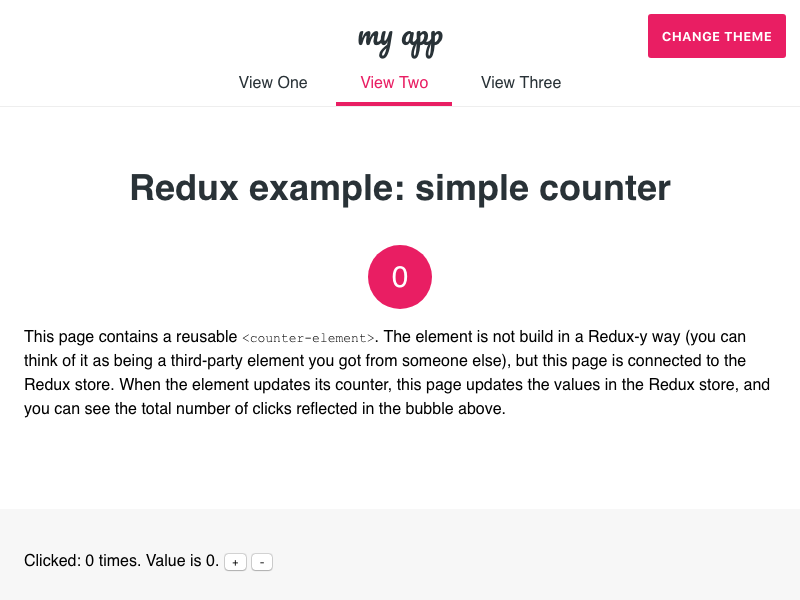 my app
CHANGE THEME
View One View Two View Three
Redux example: simple counter
0
This page contains a reusable <counter-element>. The element is not build in a Redux-y way (you can
think of it as being a third-party element you got from someone else), but this page is connected to the
Redux store. When the element updates its counter, this page updates the values in the Redux store, and
you can see the total number of clicks reflected in the bubble above.
Clicked: 0 times. Value is 0. + -